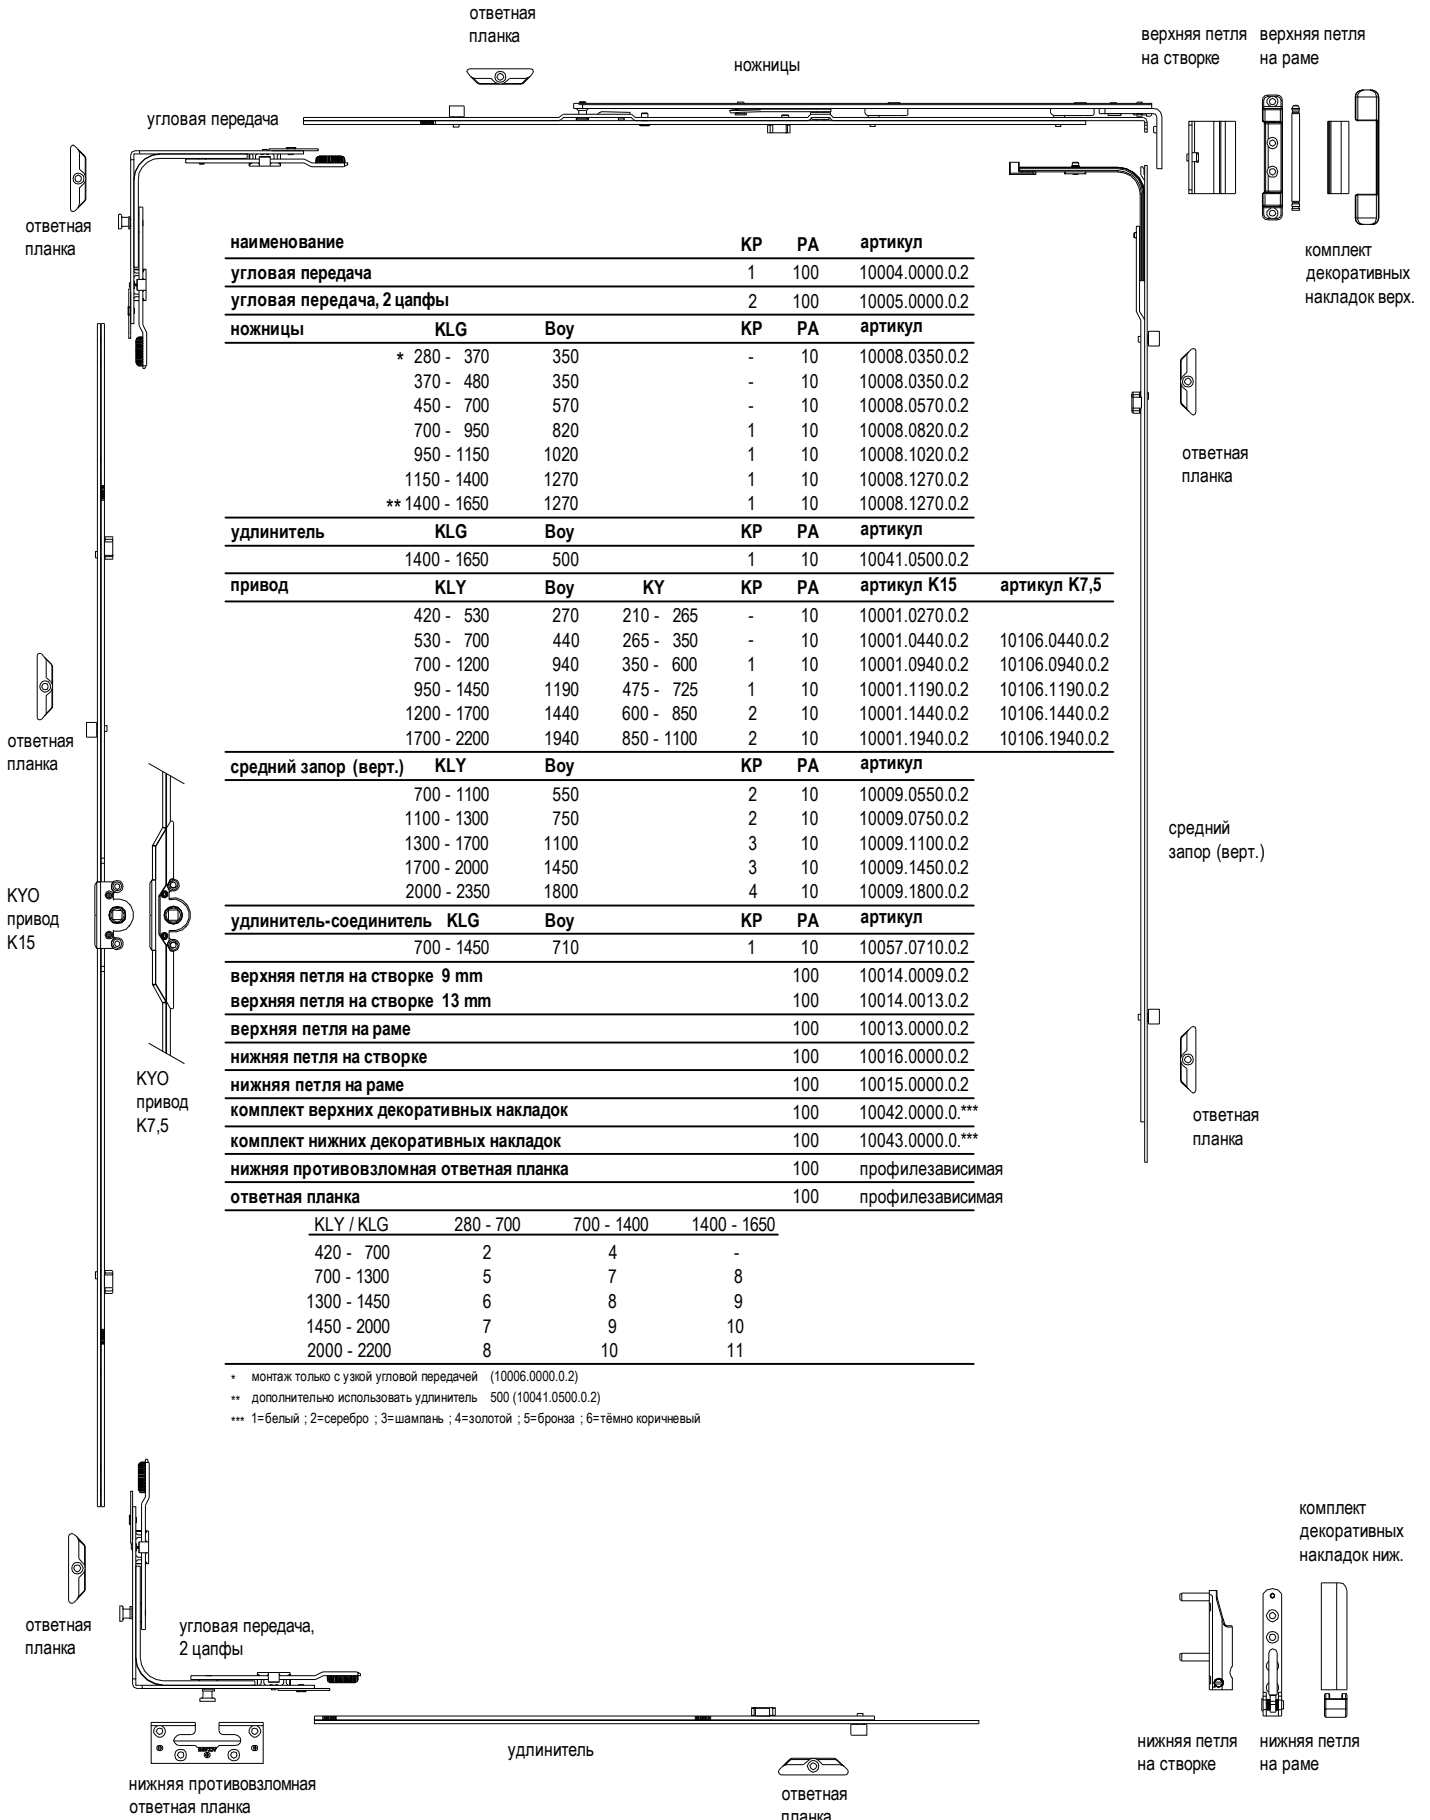 ответная
планка
ножницы
верхняя петля
на створке
верхняя петля
на раме
угловая передача
ответная
планка
комплект
декоративных
накладок верх.
наименование KP PA артикул
угловая передача 1 100 10004.0000.0.2
угловая передача, 2 цапфы 2 100 10005.0000.0.2
ножницы KLG Boy KP PA артикул
* 280 - 370 350 - 10 10008.0350.0.2
370 - 480 350 - 10 10008.0350.0.2
450 - 700 570 - 10 10008.0570.0.2
700 - 950 820 1 10 10008.0820.0.2
950 - 1150 1020 1 10 10008.1020.0.2
1150 - 1400 1270 1 10 10008.1270.0.2
** 1400 - 1650 1270 1 10 10008.1270.0.2
удлинитель KLG Boy KP PA артикул
1400 - 1650 500 1 10 10041.0500.0.2
привод KLY Boy KY KP PA артикул K15 артикул K7,5
420 - 530 270 210 - 265 - 10 10001.0270.0.2
530 - 700 440 265 - 350 - 10 10001.0440.0.2 10106.0440.0.2
700 - 1200 940 350 - 600 1 10 10001.0940.0.2 10106.0940.0.2
950 - 1450 1190 475 - 725 1 10 10001.1190.0.2 10106.1190.0.2
1200 - 1700 1440 600 - 850 2 10 10001.1440.0.2 10106.1440.0.2
1700 - 2200 1940 850 - 1100 2 10 10001.1940.0.2 10106.1940.0.2
средний запор (верт.) KLY Boy KP PA артикул
700 - 1100 550 2 10 10009.0550.0.2
1100 - 1300 750 2 10 10009.0750.0.2
1300 - 1700 1100 3 10 10009.1100.0.2
1700 - 2000 1450 3 10 10009.1450.0.2
2000 - 2350 1800 4 10 10009.1800.0.2
удлинитель-соединитель KLG Boy KP PA артикул
700 - 1450 710 1 10 10057.0710.0.2
верхняя петля на створке 9 mm 100 10014.0009.0.2
верхняя петля на створке 13 mm 100 10014.0013.0.2
верхняя петля на раме 100 10013.0000.0.2
нижняя петля на створке 100 10016.0000.0.2
нижняя петля на раме 100 10015.0000.0.2
комплект верхних декоративных накладок 100 10042.0000.0.***
комплект нижних декоративных накладок 100 10043.0000.0.***
нижняя противовзломная ответная планка 100 профилезависимая
ответная планка 100 профилезависимая
KLY / KLG 280 - 700 700 - 1400 1400 - 1650
420 - 700 2 4 -
700 - 1300 5 7 8
1300 - 1450 6 8 9
1450 - 2000 7 9 10
2000 - 2200 8 10 11
* монтаж только с узкой угловой передачей (10006.0000.0.2)
** дополнительно использовать удлинитель 500 (10041.0500.0.2)
*** 1=белый ; 2=серебро ; 3=шампань ; 4=золотой ; 5=бронза ; 6=тёмно коричневый
ответная
планка
ответная
планка
средний
запор (верт.)
KYO
привод
K15
KYO
привод
K7,5
ответная
планка
комплект
декоративных
накладок ниж.
ответная
планка
угловая передача,
2 цапфы
удлинитель
нижняя петля
на створке
нижняя петля
на раме
нижняя противовзломная
ответная планка
ответная
планка